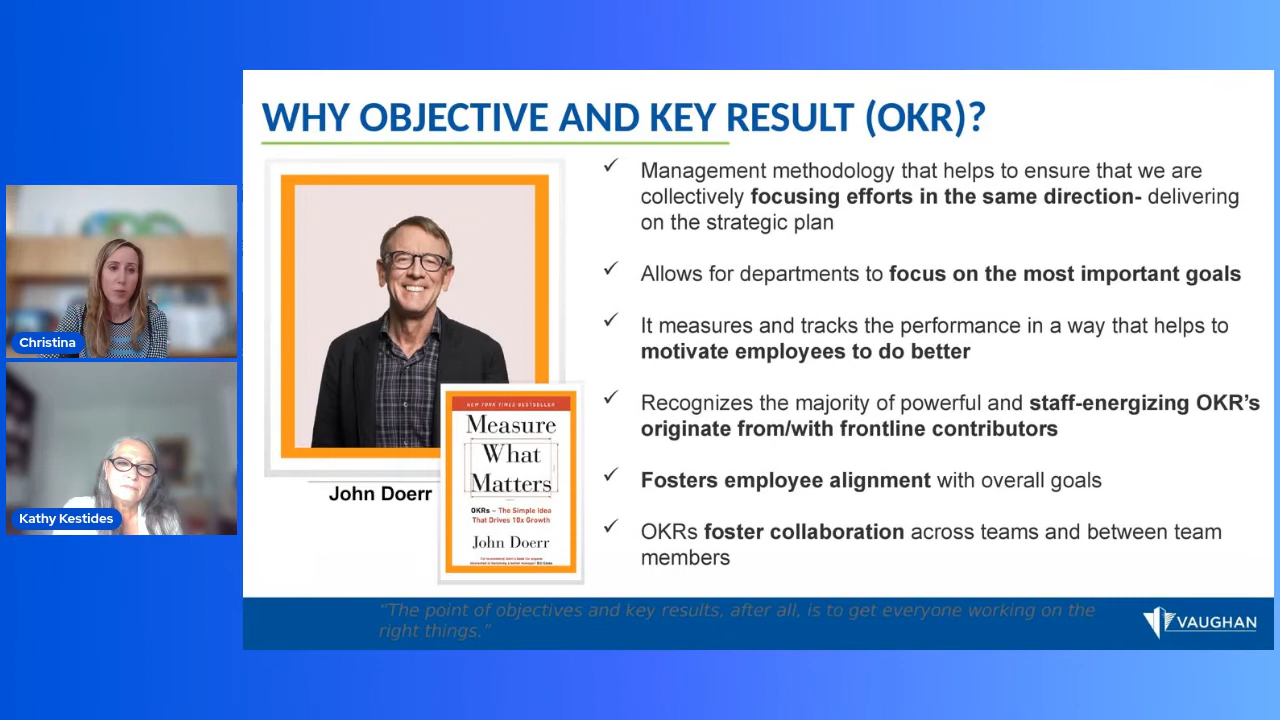 WHY OBJECTIVE AND KEY RESULT (OKR)?
Management methodology that helps to ensure that we are
collectively focusing efforts in the same direction- delivering
on the strategic plan
Allows for departments to focus on the most important goals
It measures and tracks the performance in a way that helps to
motivate employees to do better
Recognizes the majority of powerful and staff-energizing OKR’s
originate from/with frontline contributors
Fosters employee alignment with overall goals
OKRs foster collaboration across teams and between team
members
John Doerr
NEW YORK TIMES BESTSELLER
Measure
What
Matters
OKRs – The Simple Idea
That Drives 10x Growth
John Doerr
“The point of objectives and key results, after all, is to get everyone working on the
right things.”
VAUGHAN
Christina
Kathy Kestides